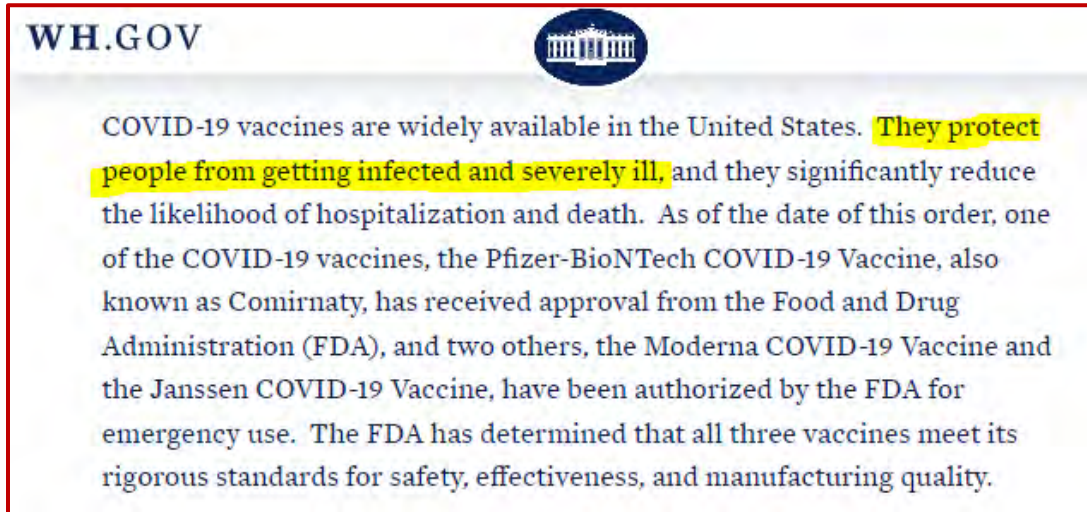 WH.GOV
COVID-19 vaccines are widely available in the United States.  They protect
people from getting infected and severely ill, and they significantly reduce
the likelihood of hospitalization and death.  As of the date of this order, one
of the COVID-19 vaccines, the Pfizer-BioNTech COVID-19 Vaccine, also
known as Comirnaty, has received approval from the Food and Drug
Administration (FDA), and two others, the Moderna COVID-19 Vaccine and
the Janssen COVID-19 Vaccine, have been authorized by the FDA for
emergency use.  The FDA has determined that all three vaccines meet its
rigorous standards for safety, effectiveness, and manufacturing quality.